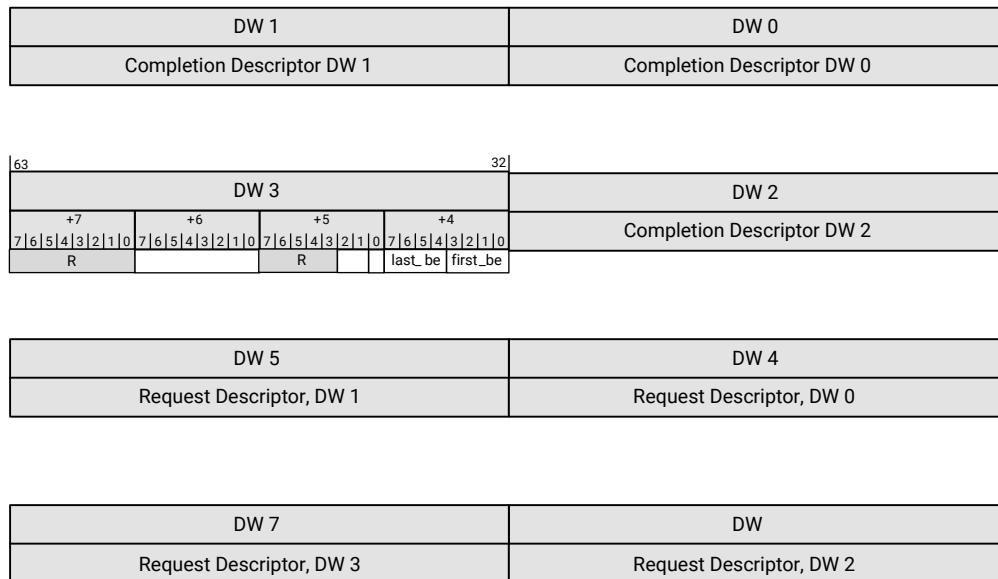 DW 1 DW 0
Completion Descriptor DW 1 Completion Descriptor DW 0
63 32
DW 3 DW 2
+7 +6 +5 +4 Completion Descriptor DW 2
7 6 5 4 3 2 1 0 7 6 5 4 3 2 1 0 7 6 5 4 3 2 1 0 7 6 5 4 3 2 1 0
R R last_ be first_be
DW 5 DW 4
Request Descriptor, DW 1 Request Descriptor, DW 0
DW 7 DW
Request Descriptor, DW 3 Request Descriptor, DW 2